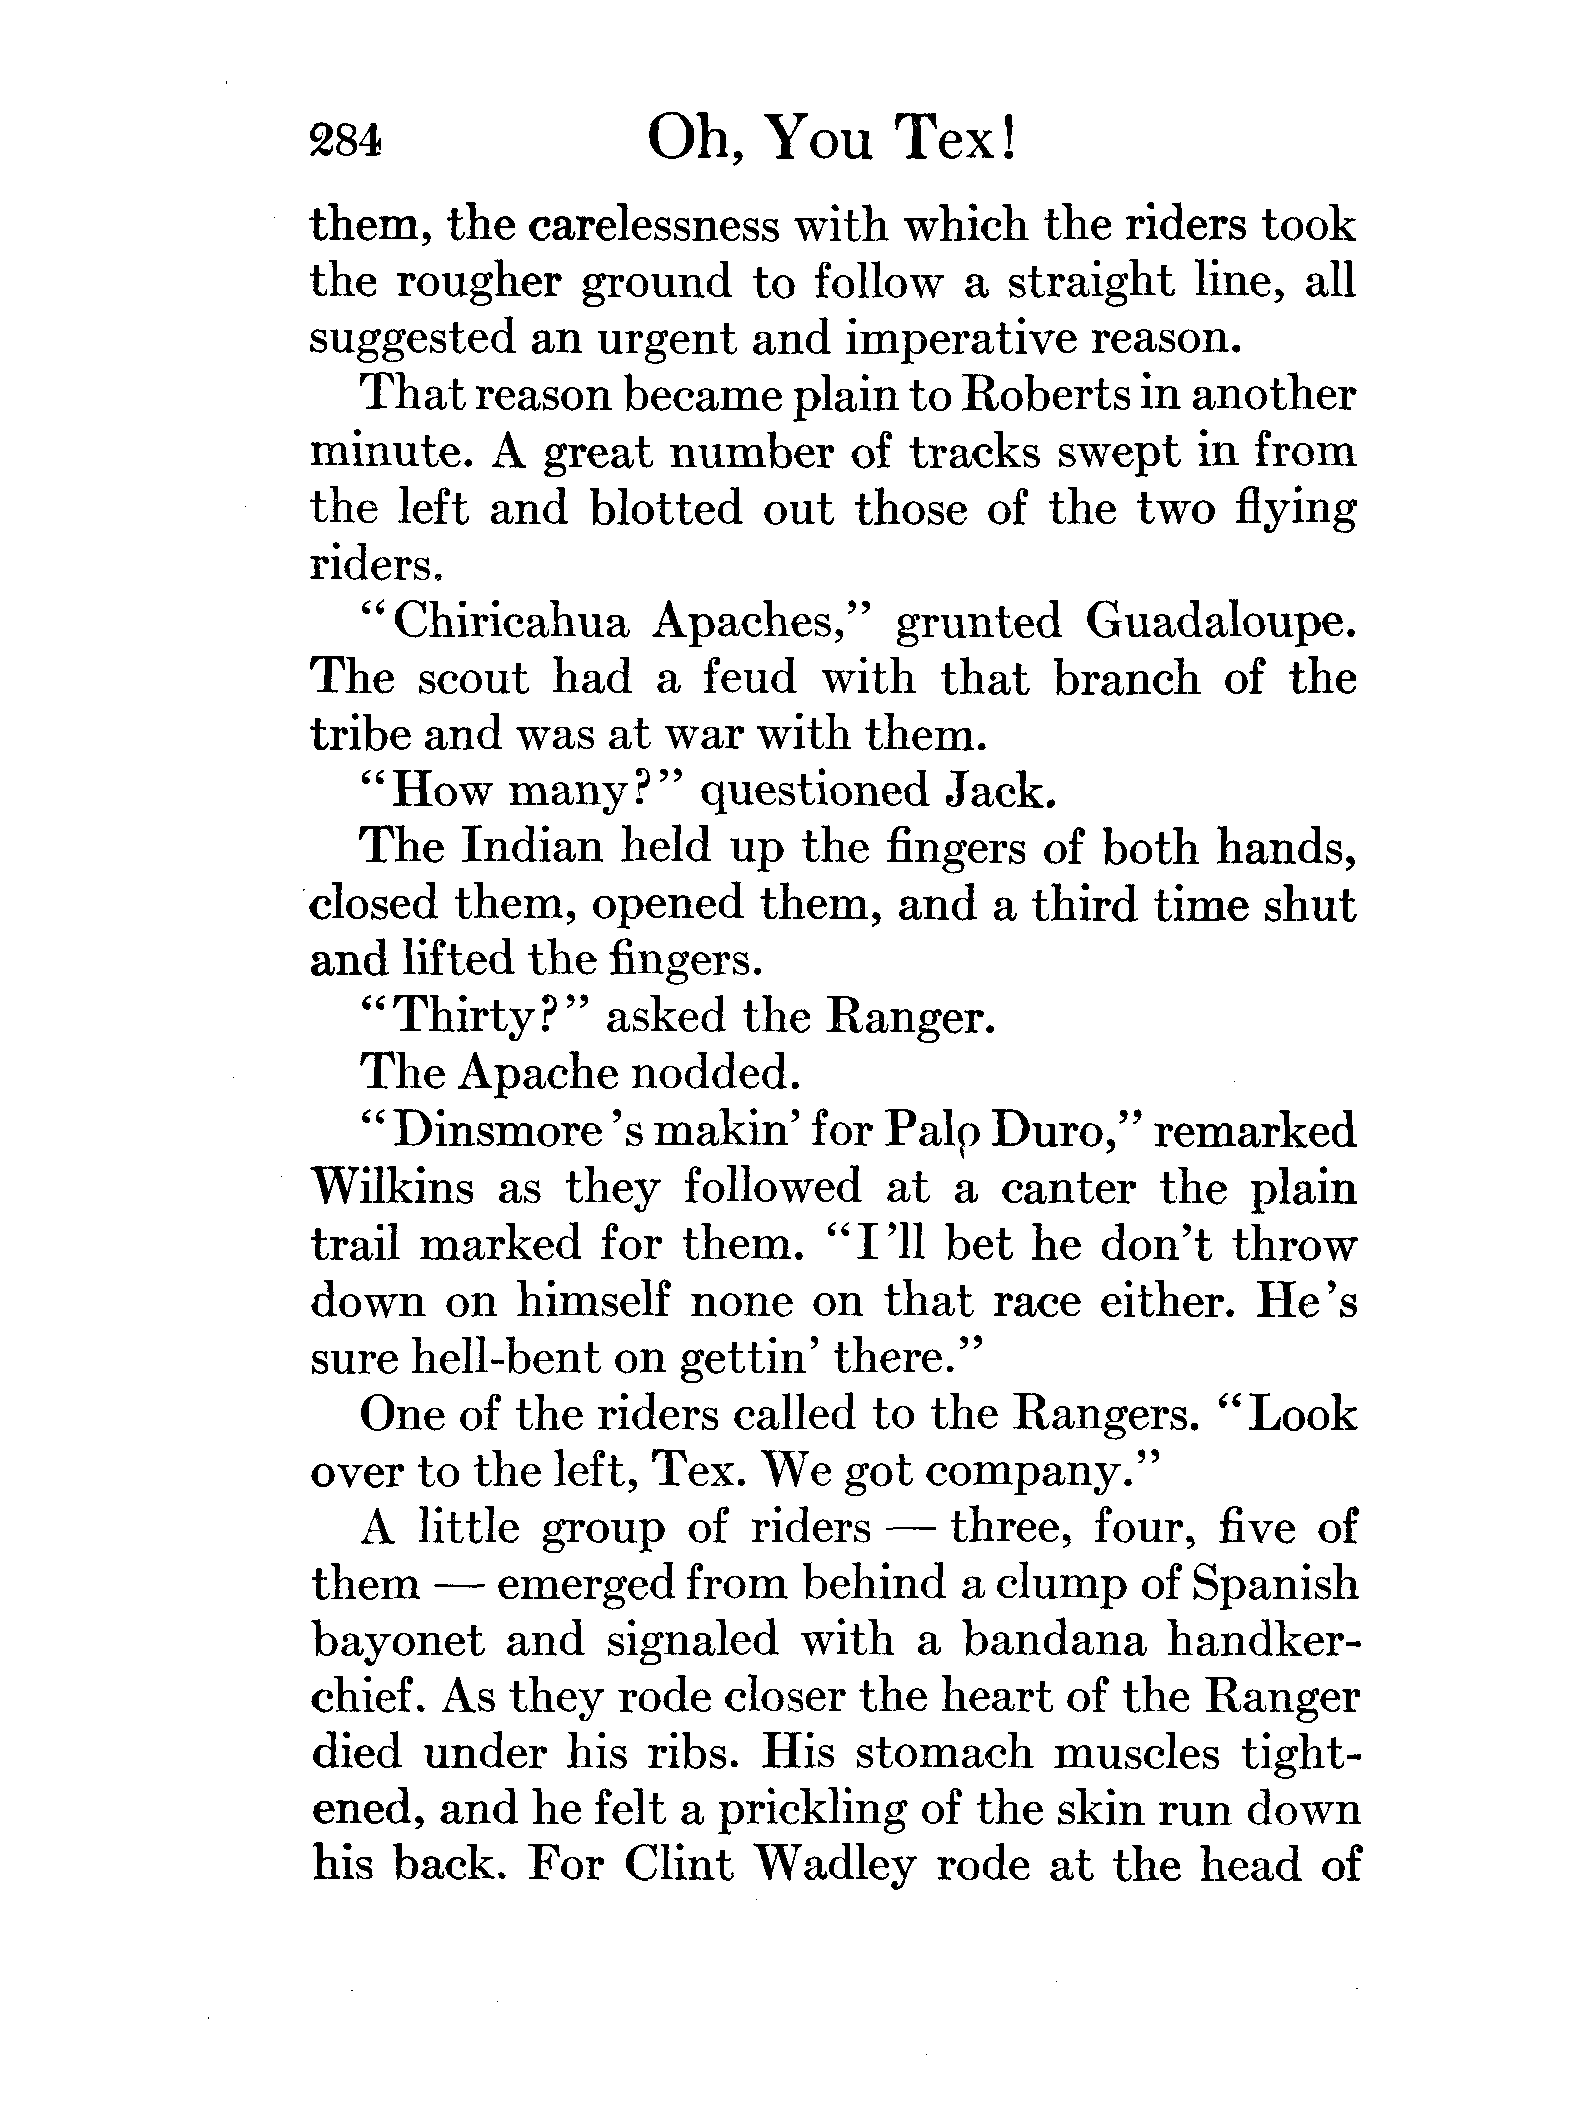 284 Oh, You Tex!
them, the carelessness with which the riders took
the rougher ground to follow a straight line, all
suggested an urgent and imperative reason.
That reason became plain to Roberts in another
minute. A great number of tracks swept in from
the left and blotted out those of the two flying
riders.
“Chiricahua Apaches,” grunted Guadaloupe.
The scout had a feud with that branch of the
tribe and was at war with them.
“How many?” questioned Jack.
The Indian held up the fingers of both hands,
closed them, opened them, and a third time shut
and lifted the fingers.
“Thirty?” asked the Ranger.
The Apache nodded.
“Dinsmore 's makin' for Palo Duro,” remarked
Wilkins as they followed at a canter the plain
trail marked for them. “I 'll bet he don't throw
down on himself none on that race either. He 's
sure hell-bent on gettin' there.”
One of the riders called to the Rangers. “Look
over to the left, Tex. We got company.”
A little group of riders — three, four, five of
them — emerged from behind a clump of Spanish
bayonet and signaled with a bandana handker-
chief. As they rode closer the heart of the Ranger
died under his ribs. His stomach muscles tight-
ened, and he felt a prickling of the skin run down
his back. For Clint Wadley rode at the head of